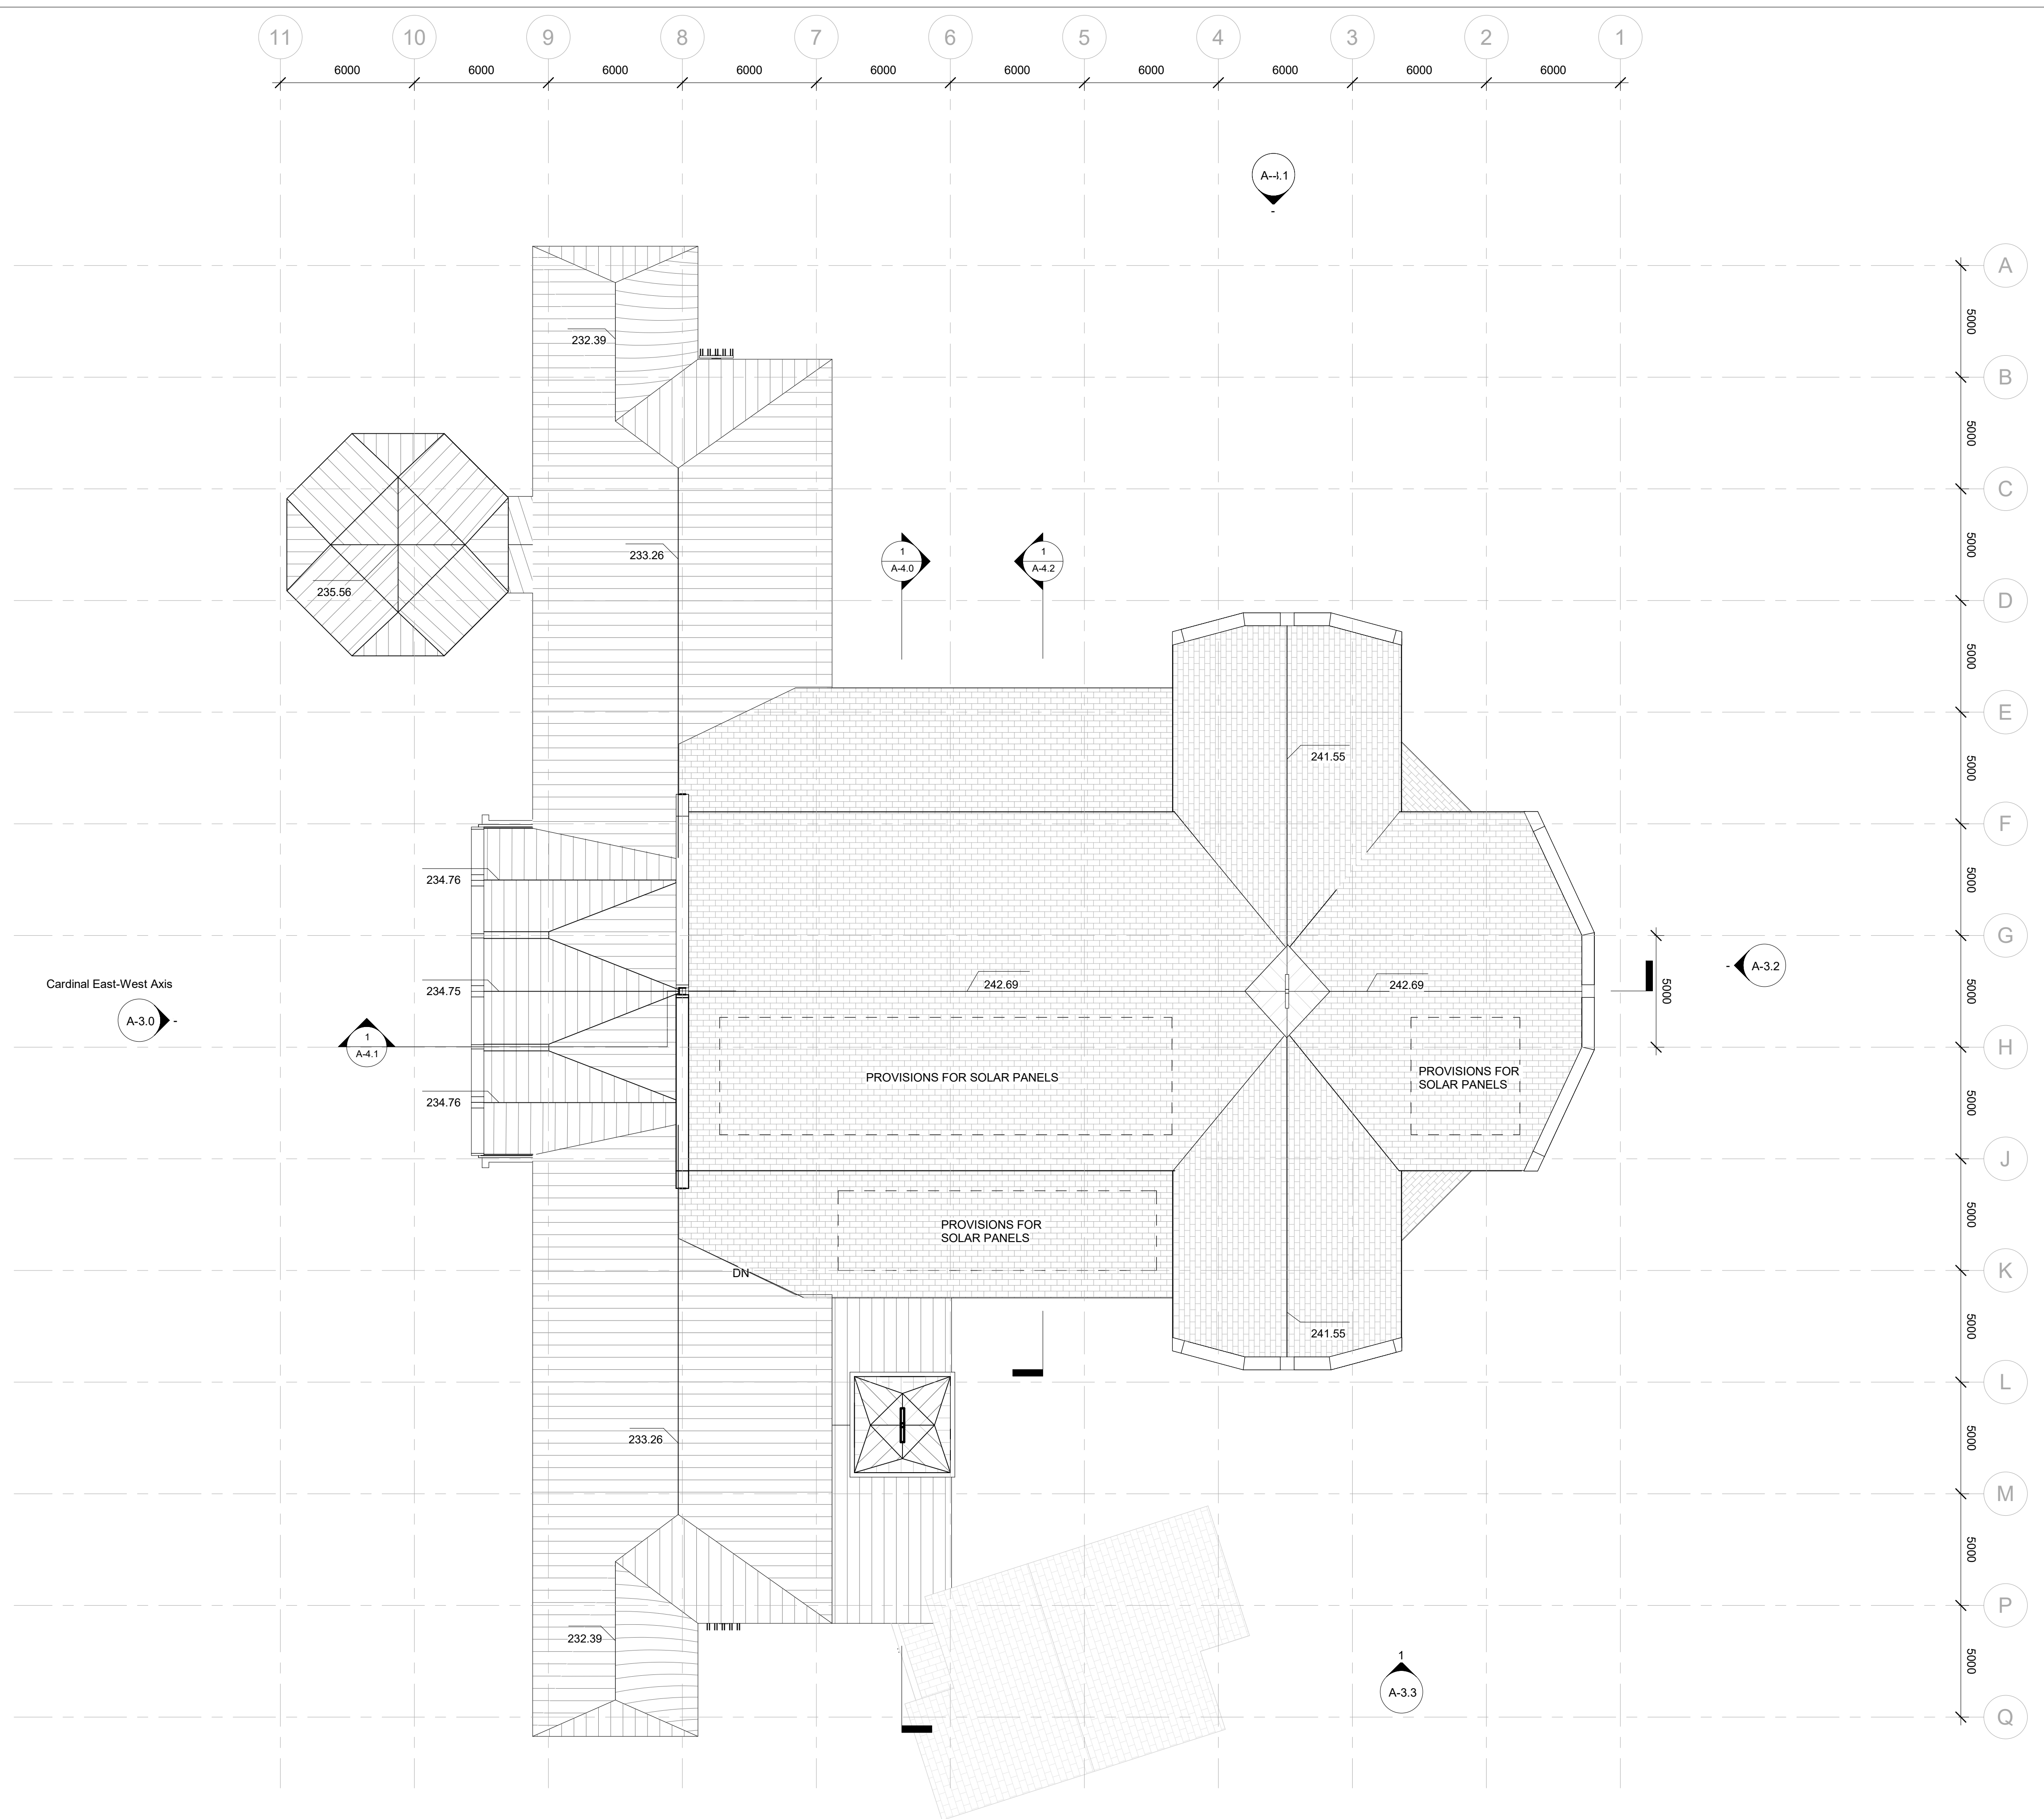 11 10 9 8 7 6 5 4 3 2 1
6000 6000 6000 6000 6000 6000 6000 6000 6000 6000
-
A
5000
232.39
B
5000
C
5000
233.26
1
A-4.0
1
A-4.2
235.56
D
5000
E
241.55
5000
F
234.76
5000
G
Cardinal East-West Axis
A-3.0 -
234.75
242.69
242.69
5000
- A-3.2
5000
1
A-4.1
H
PROVISIONS FOR SOLAR PANELS
PROVISIONS FOR
SOLAR PANELS
234.76
5000
J
PROVISIONS FOR
SOLAR PANELS
5000
DN
K
241.55
5000
L
233.26
5000
M
5000
P
232.39
1
A-3.3
5000
Q